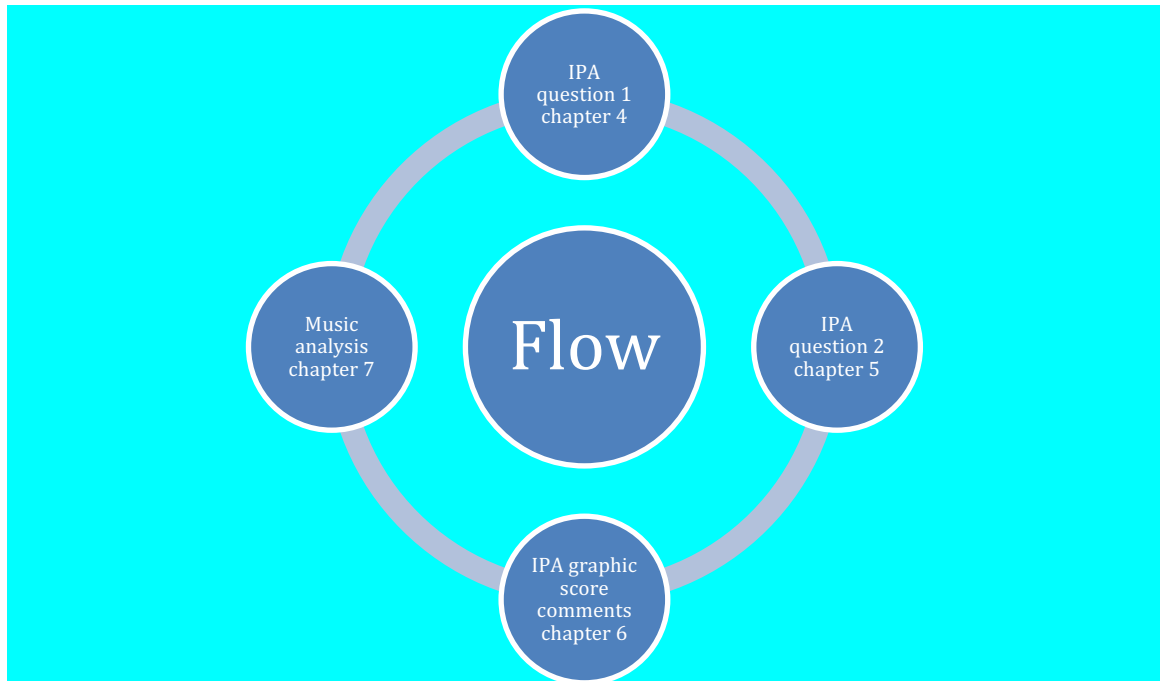 IPA
question 1
chapter 4
Music
analysis
chapter 7
Flow
IPA
question 2
chapter 5
IPA graphic
score
comments
chapter 6